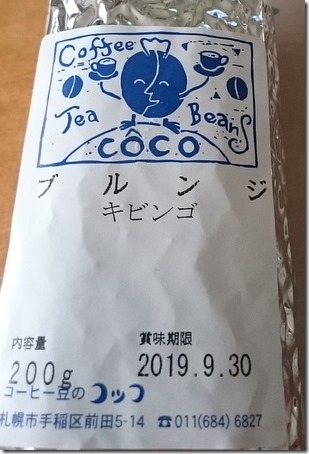 Coffee
Tea Beans
CÔCO
ブルンジ
キビンゴ
内容量 賞味期限
200g 2019.9.30
コーヒー豆のコッコ
札幌市手稲区前田5-14 ☎011(684)6827